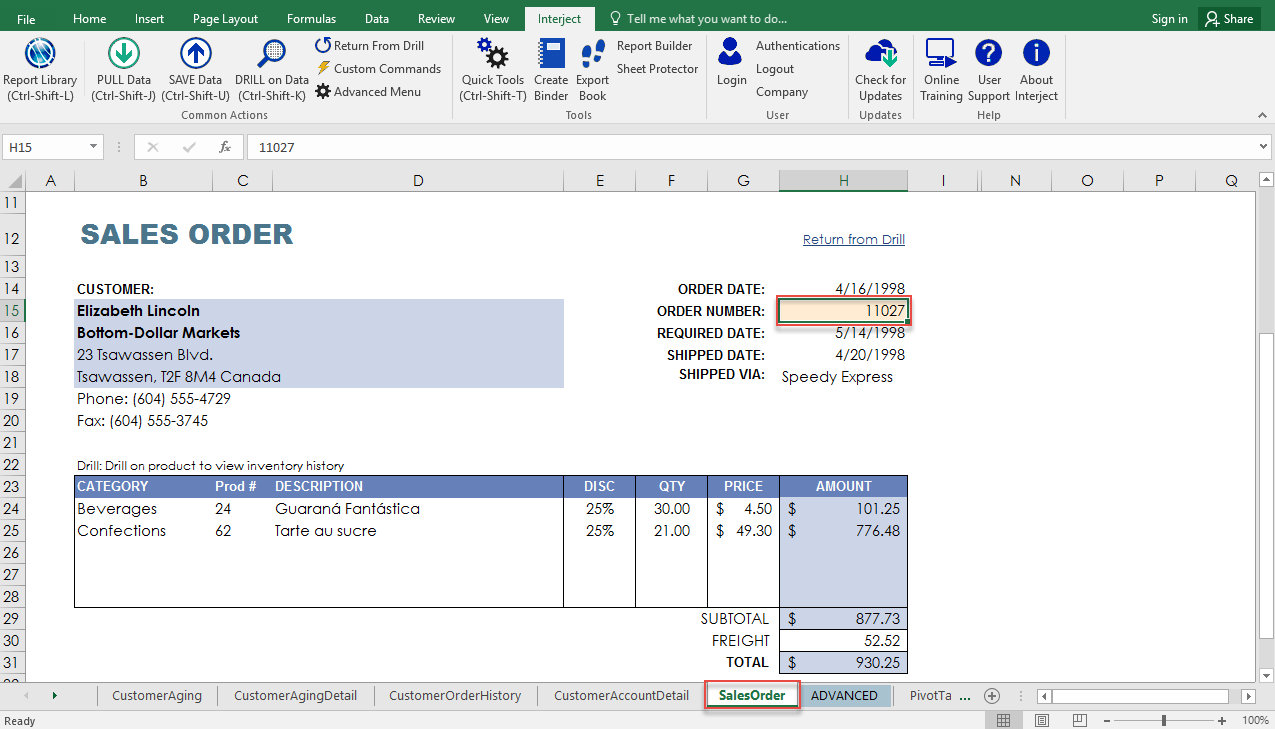 File Home Insert Page Layout Formulas Data Review View Interject Tell me what you want to do... Sign in Share
Report Library (Ctrl-Shift-L)
PULL Data (Ctrl-Shift-J)
SAVE Data (Ctrl-Shift-U)
DRILL on Data (Ctrl-Shift-K)
Return From Drill
Custom Commands
Advanced Menu
Common Actions
Quick Tools (Ctrl-Shift-T)
Create Binder
Export Book
Report Builder
Sheet Protector
Tools
Login
Authentications
Logout
Company
User
Check for Updates
Updates
Online Training
User Support
About Interject
Help
H15 fx 11027
A B C D E F G H I N O P Q
11
12 SALES ORDER Return from Drill
13
14 CUSTOMER: ORDER DATE: 4/16/1998
15 Elizabeth Lincoln ORDER NUMBER: 11027
16 Bottom-Dollar Markets REQUIRED DATE: 5/14/1998
17 23 Tsawassen Blvd. SHIPPED DATE: 4/20/1998
18 Tsawassen, T2F 8M4 Canada SHIPPED VIA: Speedy Express
19 Phone: (604) 555-4729
20 Fax: (604) 555-3745
21
22 Drill: Drill on product to view inventory history
23 CATEGORY Prod # DESCRIPTION DISC QTY PRICE AMOUNT
24 Beverages 24 Guaraná Fantástica 25% 30.00 $ 4.50 $ 101.25
25 Confections 62 Tarte au sucre 25% 21.00 $ 49.30 $ 776.48
26
27
28
29 SUBTOTAL $ 877.73
30 FREIGHT 52.52
31 TOTAL $ 930.25
CustomerAging CustomerAgingDetail CustomerOrderHistory CustomerAccountDetail SalesOrder ADVANCED PivotTa ...
Ready 100%